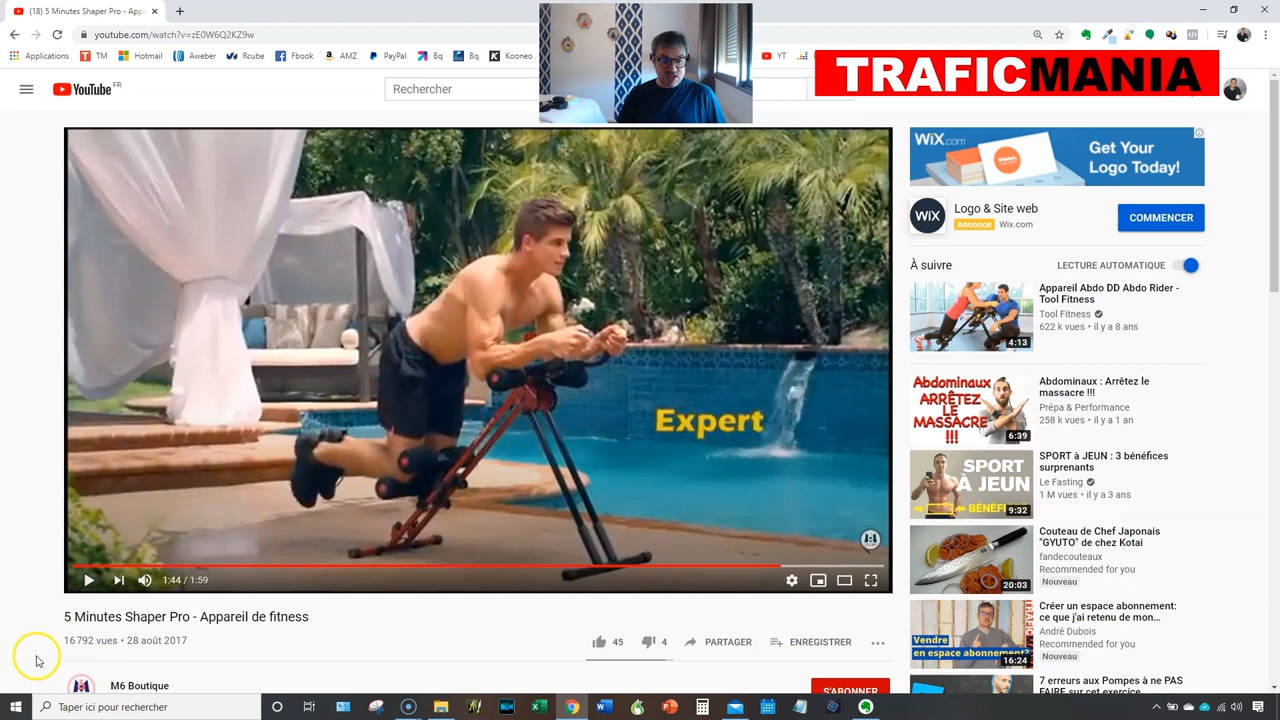 (18) 5 Minutes Shaper Pro - Appa
youtube.com/watch?v=zE0W6Q2KZ9w
Applications
TM
Hotmail
Aweber
Rcube
Fbook
AMZ
PayPal
Bq
Bq
Kooneo
YT
TRAFICMANIA
YouTube FR
Rechercher
WiX.com
Get Your
Logo Today!
WiX
Logo & Site web
Annonce Wix.com
COMMENCER
À suivre
LECTURE AUTOMATIQUE
Appareil Abdo DD Abdo Rider -
Tool Fitness
Tool Fitness
622 k vues • il y a 8 ans
4:13
Abdominaux
ARRÊTEZ
LE
MASSACRE
!!!
6:39
Abdominaux : Arrêtez le
massacre !!!
Prépa & Performance
258 k vues • il y a 1 an
SPORT
À JEUN
9:32
SPORT à JEUN : 3 bénéfices
surprenants
Le Fasting
1 M vues • il y a 3 ans
20:03
Couteau de Chef Japonais
"GYUTO" de chez Kotai
fandecouteaux
Recommended for you
Nouveau
Vendre
en espace abonnement?
16:24
Créer un espace abonnement:
ce que j'ai retenu de mon…
André Dubois
Recommended for you
Nouveau
7 erreurs aux Pompes à ne PAS
FAIRE sur cet exercice
Expert
1:44 / 1:59
5 Minutes Shaper Pro - Appareil de fitness
16 792 vues • 28 août 2017
45
4
PARTAGER
ENREGISTRER
M6 Boutique
S'ABONNER
Taper ici pour rechercher